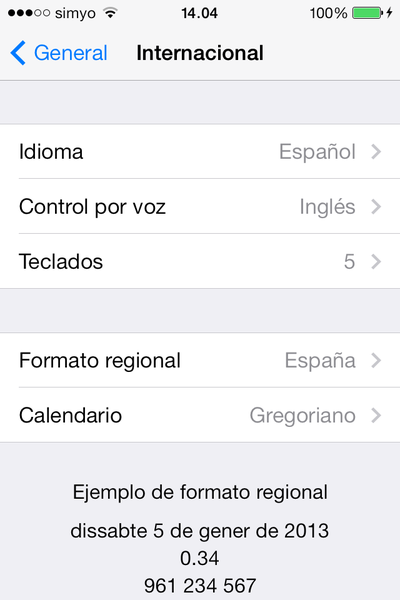 simyo 14.04 100%
General Internacional
Idioma Español
Control por voz Inglés
Teclados 5
Formato regional España
Calendario Gregoriano
Ejemplo de formato regional
dissabte 5 de gener de 2013
0.34
961 234 567